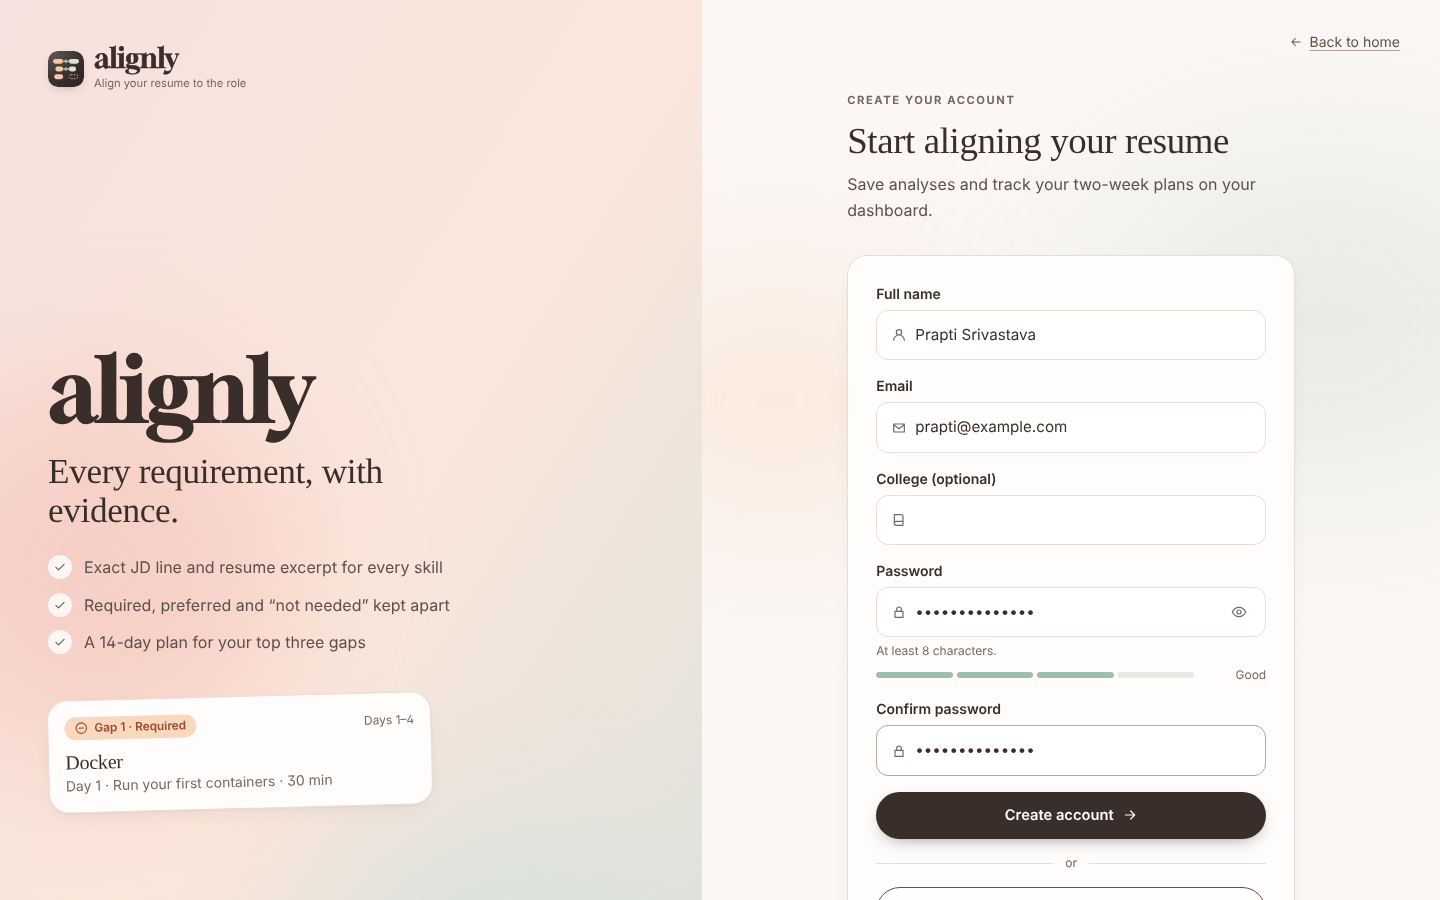 alignly
Align your resume to the role
alignly
Every requirement, with
evidence.
Exact JD line and resume excerpt for every skill
Required, preferred and “not needed” kept apart
A 14-day plan for your top three gaps
Gap 1 · Required
Days 1–4
Docker
Day 1 · Run your first containers · 30 min
← Back to home
CREATE YOUR ACCOUNT
Start aligning your resume
Save analyses and track your two-week plans on your
dashboard.
Full name
Prapti Srivastava
Email
prapti@example.com
College (optional)
Password
••••••••••••••
At least 8 characters.
Good
Confirm password
••••••••••••••
Create account →
or